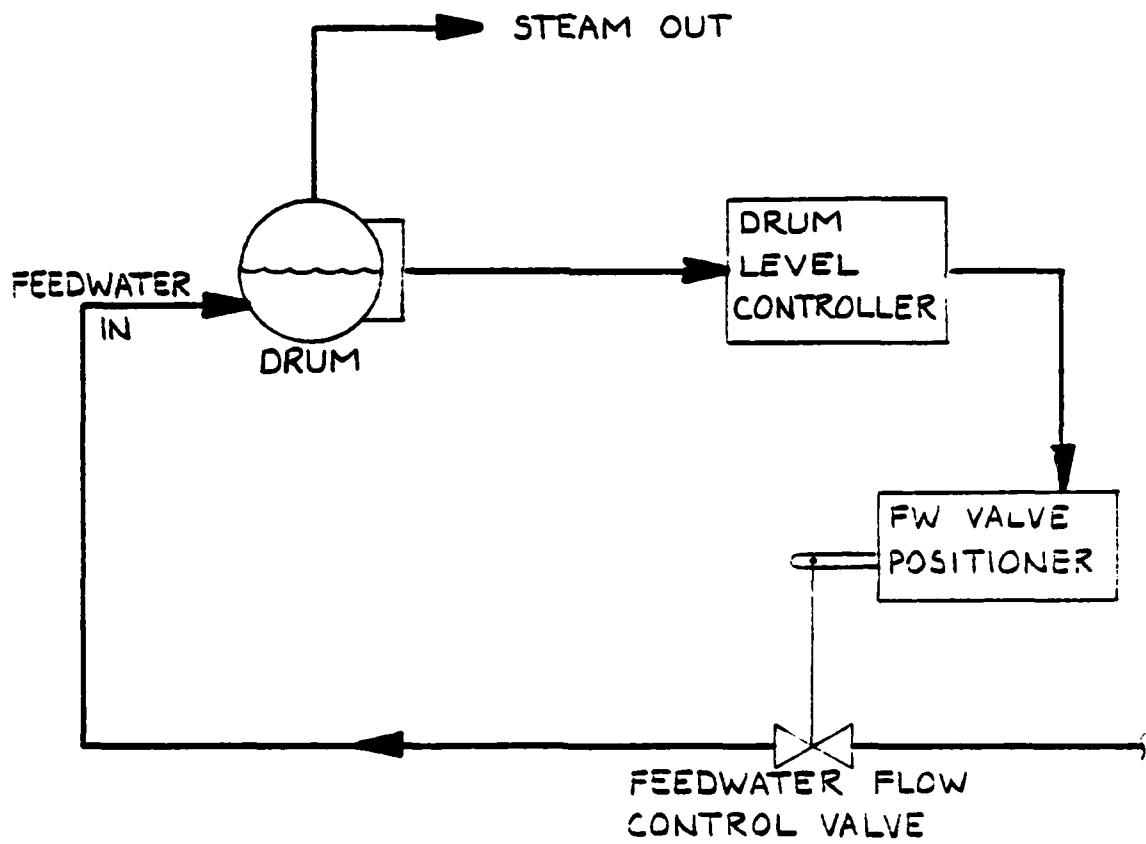 STEAM OUT
DRUM
LEVEL
CONTROLLER
FEEDWATER
IN
DRUM
FW VALVE
POSITIONER
FEEDWATER FLOW
CONTROL VALVE